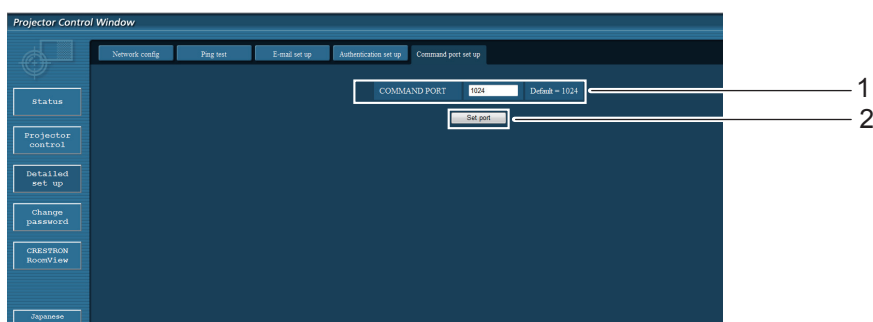 Projector Control Window
Network config Ping test E-mail set up Authentication set up Command port set up
COMMAND PORT 1024 Default = 1024 1
Set port 2
Status
Projector
control
Detailed
set up
Change
password
CRESTRON
RoomView
Japanese